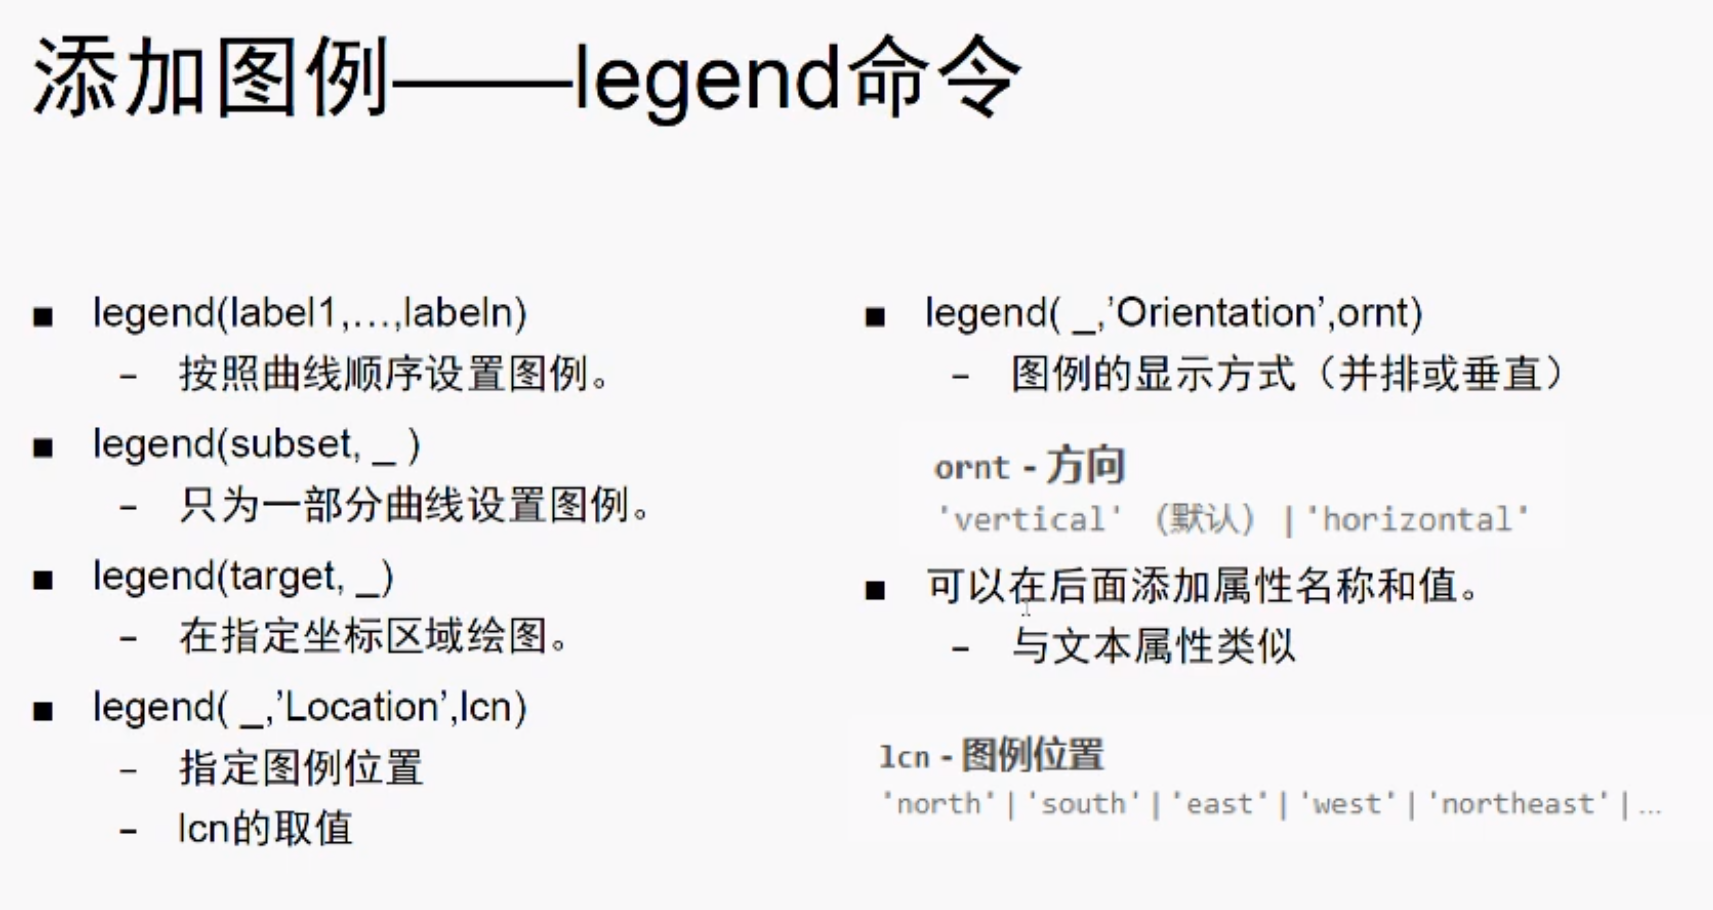 添加图例——legend命令
■ legend(label1,…,labeln)
– 按照曲线顺序设置图例。
■ legend(subset, _ )
– 只为一部分曲线设置图例。
■ legend(target, _)
– 在指定坐标区域绘图。
■ legend( _,’Location’,lcn)
– 指定图例位置
– lcn的取值
■ legend( _,’Orientation’,ornt)
– 图例的显示方式（并排或垂直）
ornt - 方向
'vertical' （默认） | 'horizontal'
■ 可以在后面添加属性名称和值。
– 与文本属性类似
lcn - 图例位置
'north' | 'south' | 'east' | 'west' | 'northeast' | ...